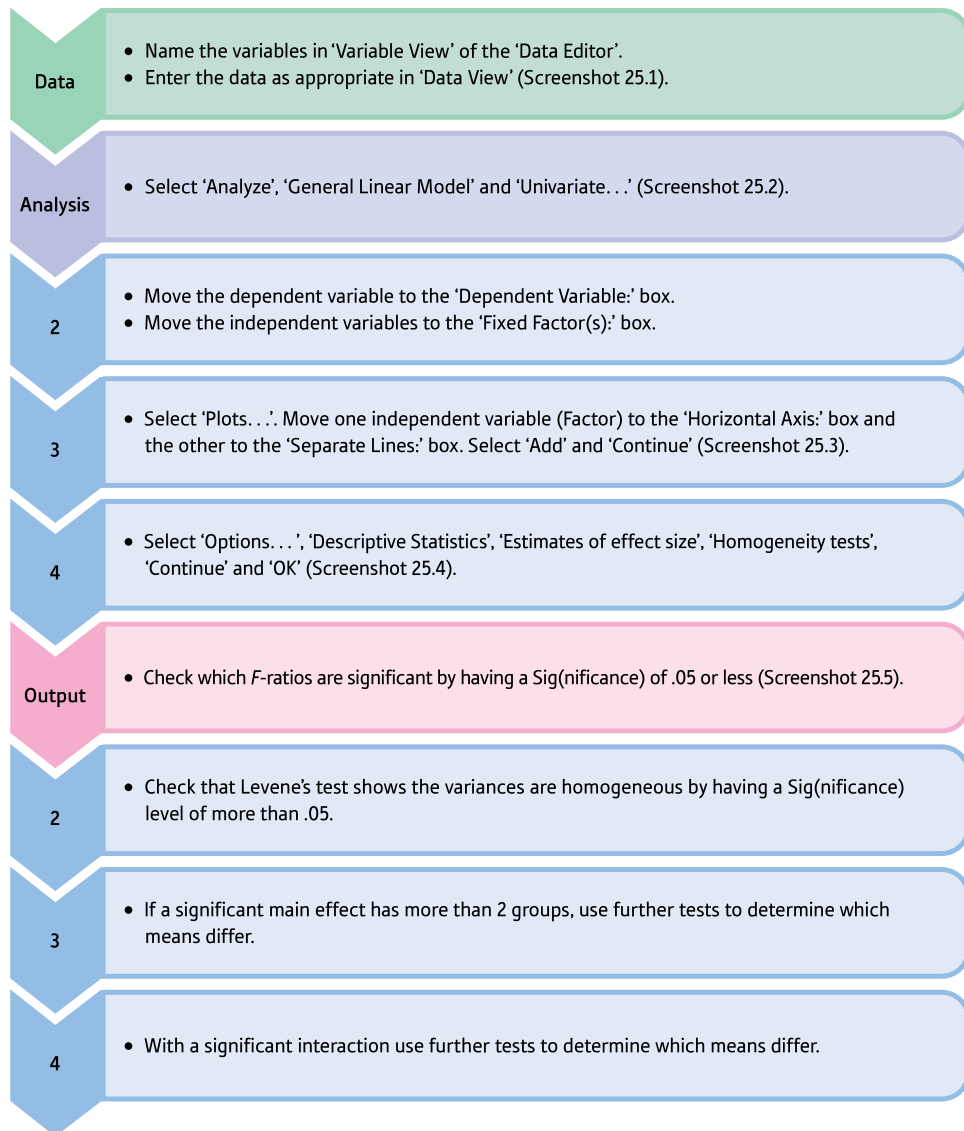 Data
• Name the variables in ‘Variable View’ of the ‘Data Editor’.
• Enter the data as appropriate in ‘Data View’ (Screenshot 25.1).
Analysis
• Select ‘Analyze’, ‘General Linear Model’ and ‘Univariate. . .’ (Screenshot 25.2).
2
• Move the dependent variable to the ‘Dependent Variable:’ box.
• Move the independent variables to the ‘Fixed Factor(s):’ box.
3
• Select ‘Plots. . .’. Move one independent variable (Factor) to the ‘Horizontal Axis:’ box and
the other to the ‘Separate Lines:’ box. Select ‘Add’ and ‘Continue’ (Screenshot 25.3).
4
• Select ‘Options. . . ’, ‘Descriptive Statistics’, ‘Estimates of effect size’, ‘Homogeneity tests’,
‘Continue’ and ‘OK’ (Screenshot 25.4).
Output
• Check which F-ratios are significant by having a Sig(nificance) of .05 or less (Screenshot 25.5).
2
• Check that Levene’s test shows the variances are homogeneous by having a Sig(nificance)
level of more than .05.
3
• If a significant main effect has more than 2 groups, use further tests to determine which
means differ.
4
• With a significant interaction use further tests to determine which means differ.